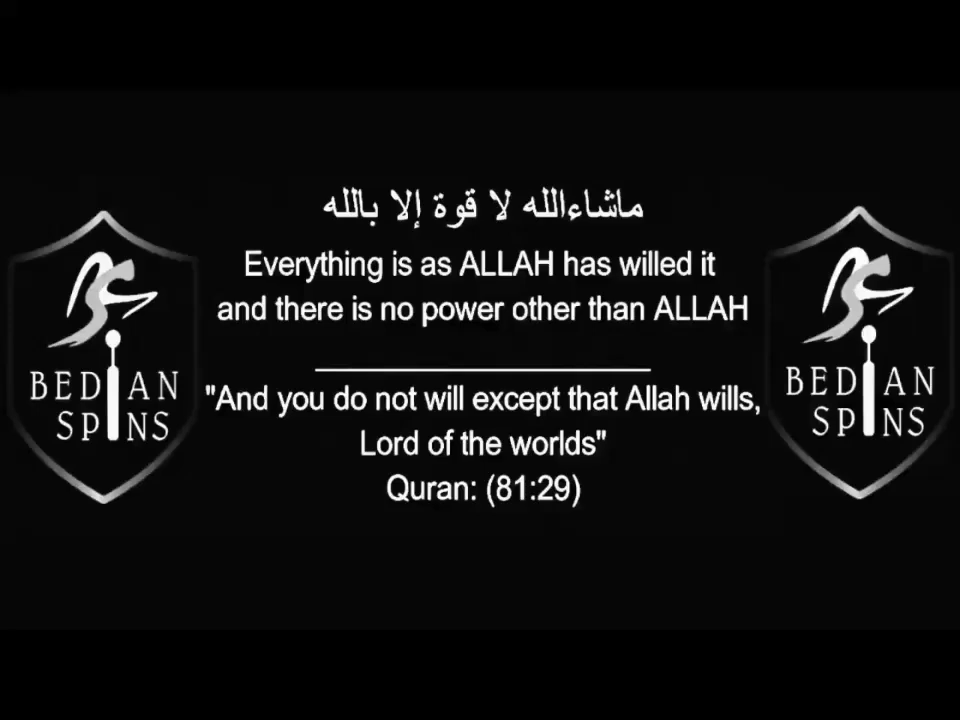 ماشاءالله لا قوة إلا بالله
Everything is as ALLAH has willed it
and there is no power other than ALLAH
"And you do not will except that Allah wills,
Lord of the worlds"
Quran: (81:29)
BEDIAN
SPINS
BEDIAN
SPINS